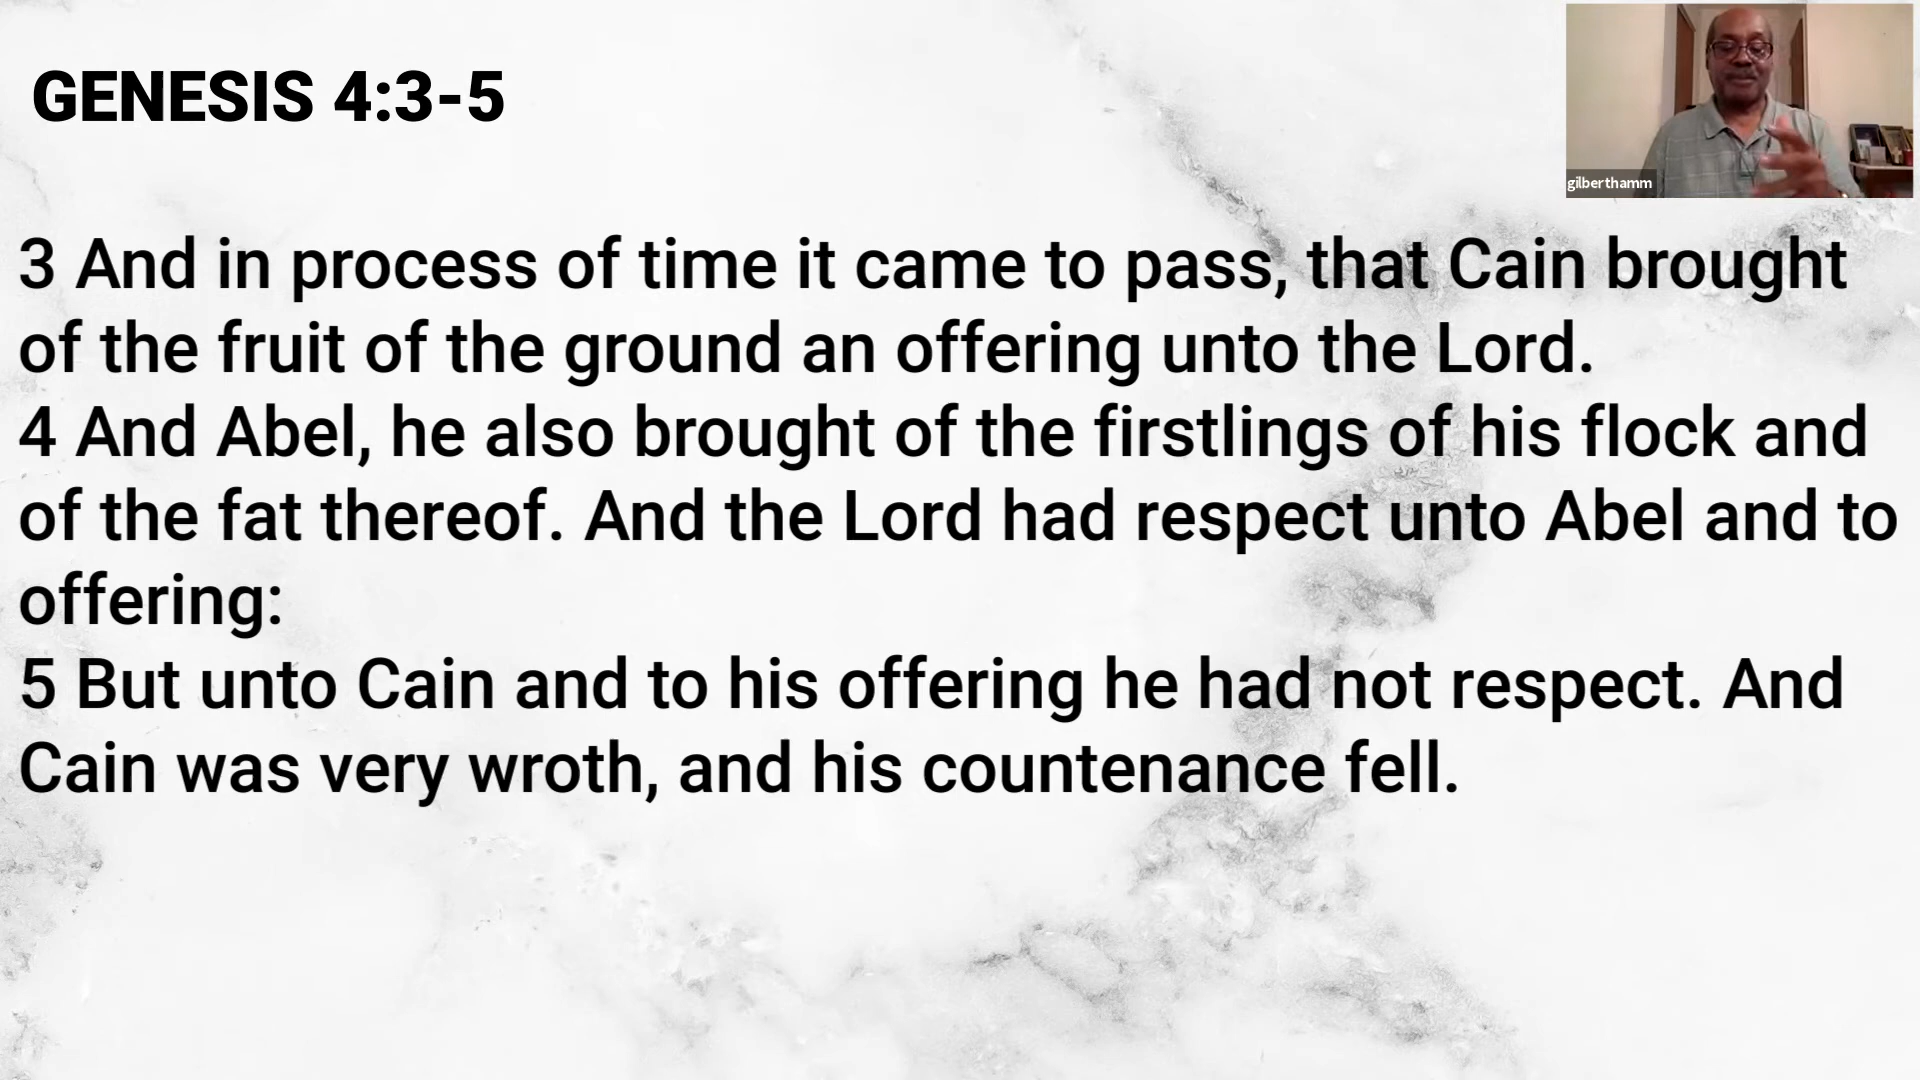 GENESIS 4:3-5
gilberthamm
3 And in process of time it came to pass, that Cain brought
of the fruit of the ground an offering unto the Lord.
4 And Abel, he also brought of the firstlings of his flock and
of the fat thereof. And the Lord had respect unto Abel and to
offering:
5 But unto Cain and to his offering he had not respect. And
Cain was very wroth, and his countenance fell.